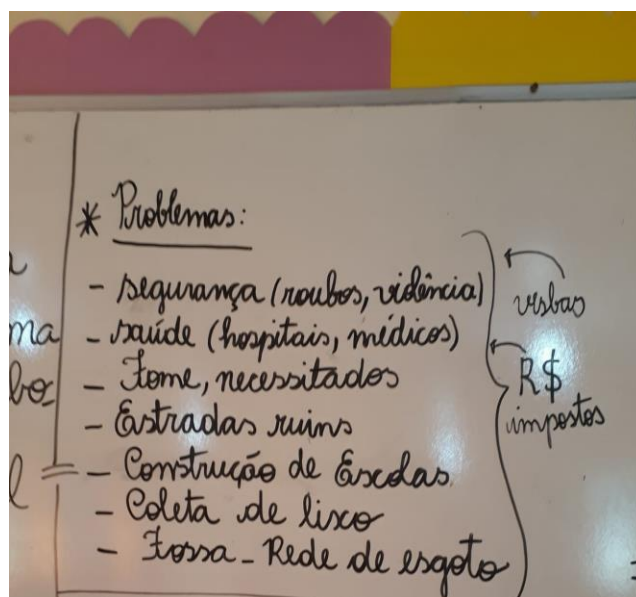 * Problemas:
- segurança (roubos, violência)
- saúde (hospitais, médicos)
- Fome, necessitados
- Estradas ruins
- Construção de Escolas
- Coleta de lixo
- Fossa - Rede de esgoto
R$
impostos
ma